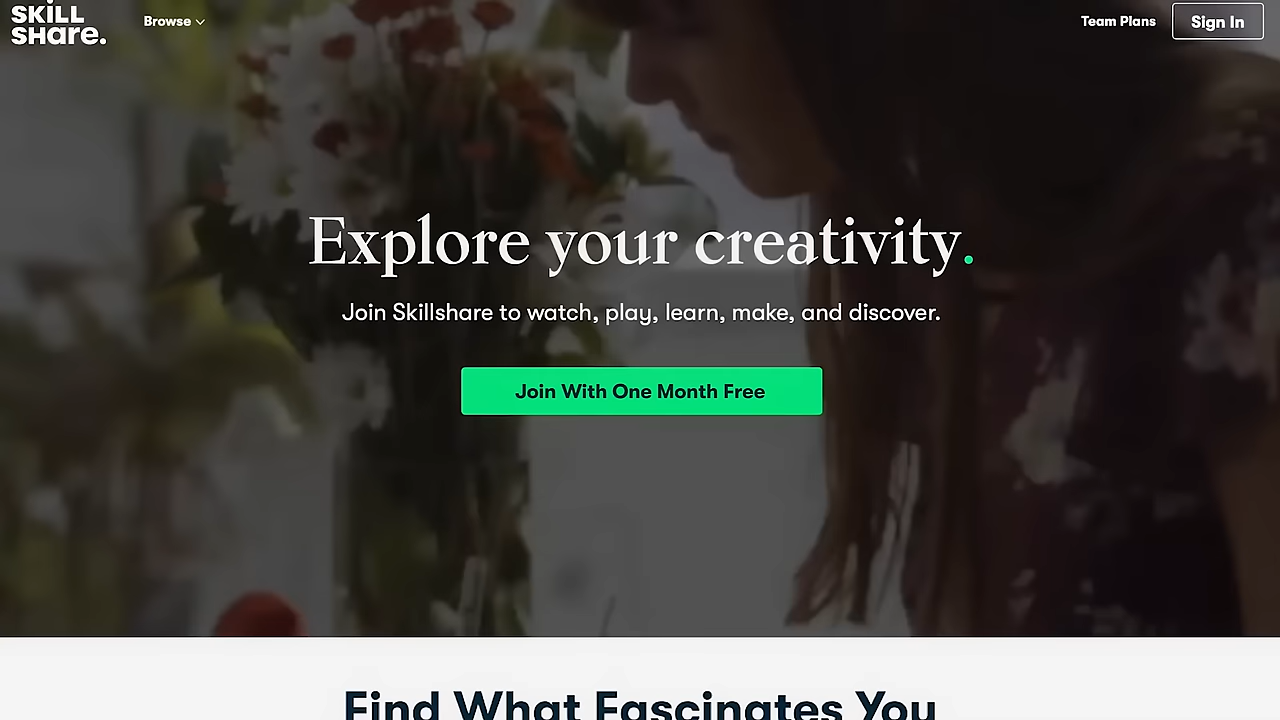 SKiLL
SHare.
Browse
Team Plans
Sign In
Explore your creativity.
Join Skillshare to watch, play, learn, make, and discover.
Join With One Month Free
Find What Fascinates You